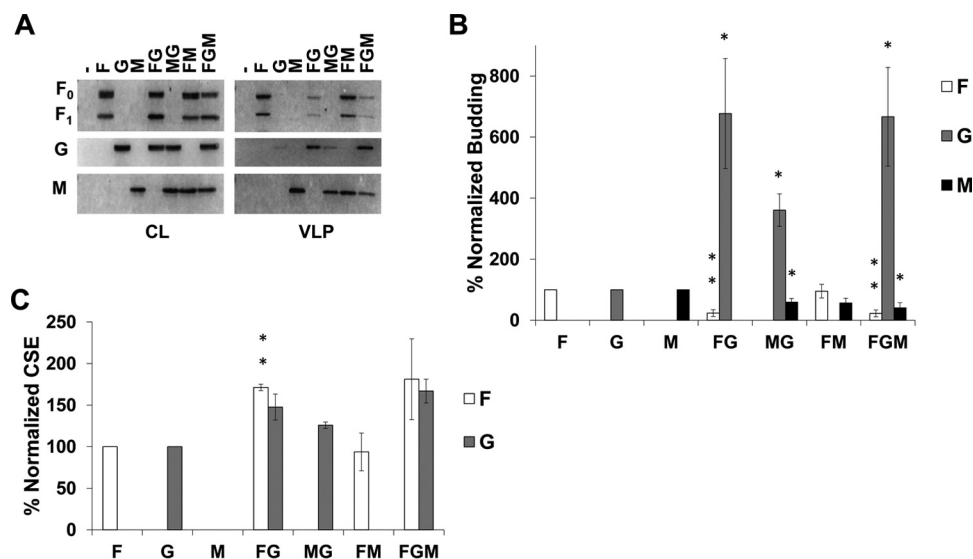 A
- F G M FG MG FM FGM
- F G M FG MG FM FGM
F0
F1
G
M
CL VLP
B
% Normalized Budding
800
600
400
200
0
* * * * * * * * *
F G M FG MG FM FGM
F
G
M
C
% Normalized CSE
250
200
150
100
50
0
* *
F G M FG MG FM FGM
F
G